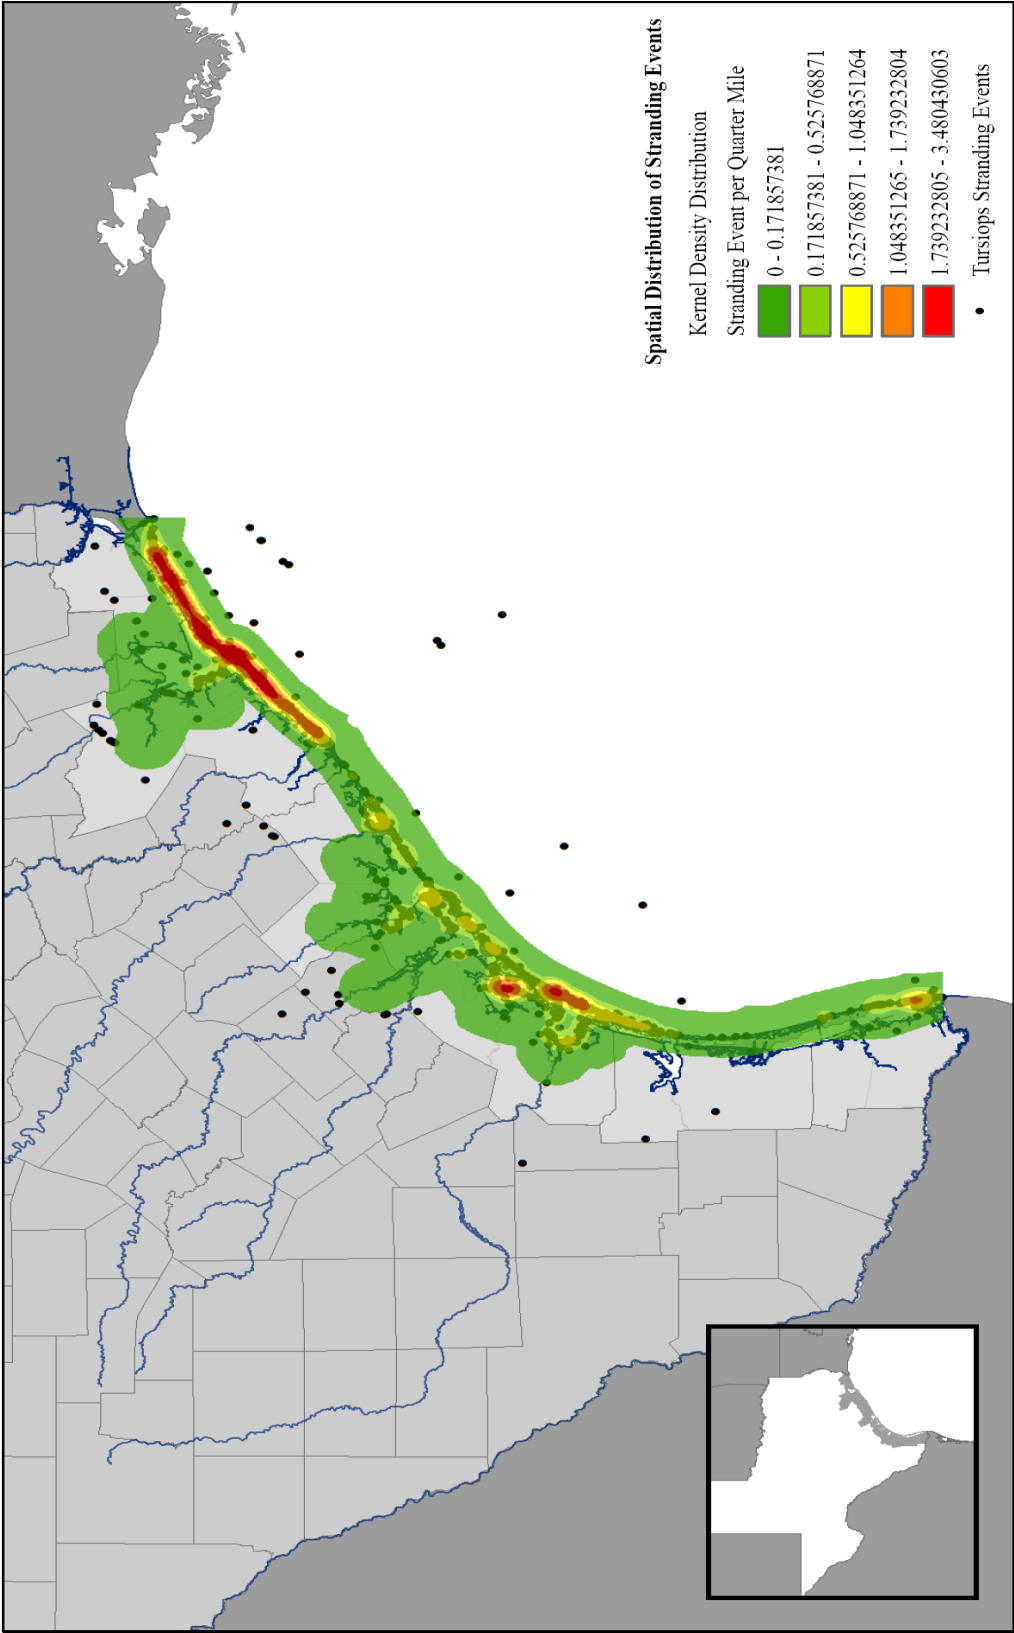 Spatial Distribution of Stranding Events
Kernel Density Distribution
Stranding Event per Quarter Mile
0 - 0.171857381
0.171857381 - 0.525768871
0.525768871 - 1.048351264
1.048351265 - 1.739232804
1.739232805 - 3.480430603
Tursiops Stranding Events